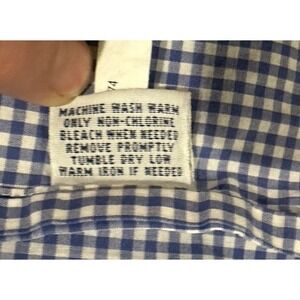 MACHINE WASH WARM
ONLY NON-CHLORINE
BLEACH WHEN NEEDED
REMOVE PROMPTLY
TUMBLE DRY LOW
WARM IRON IF NEEDED